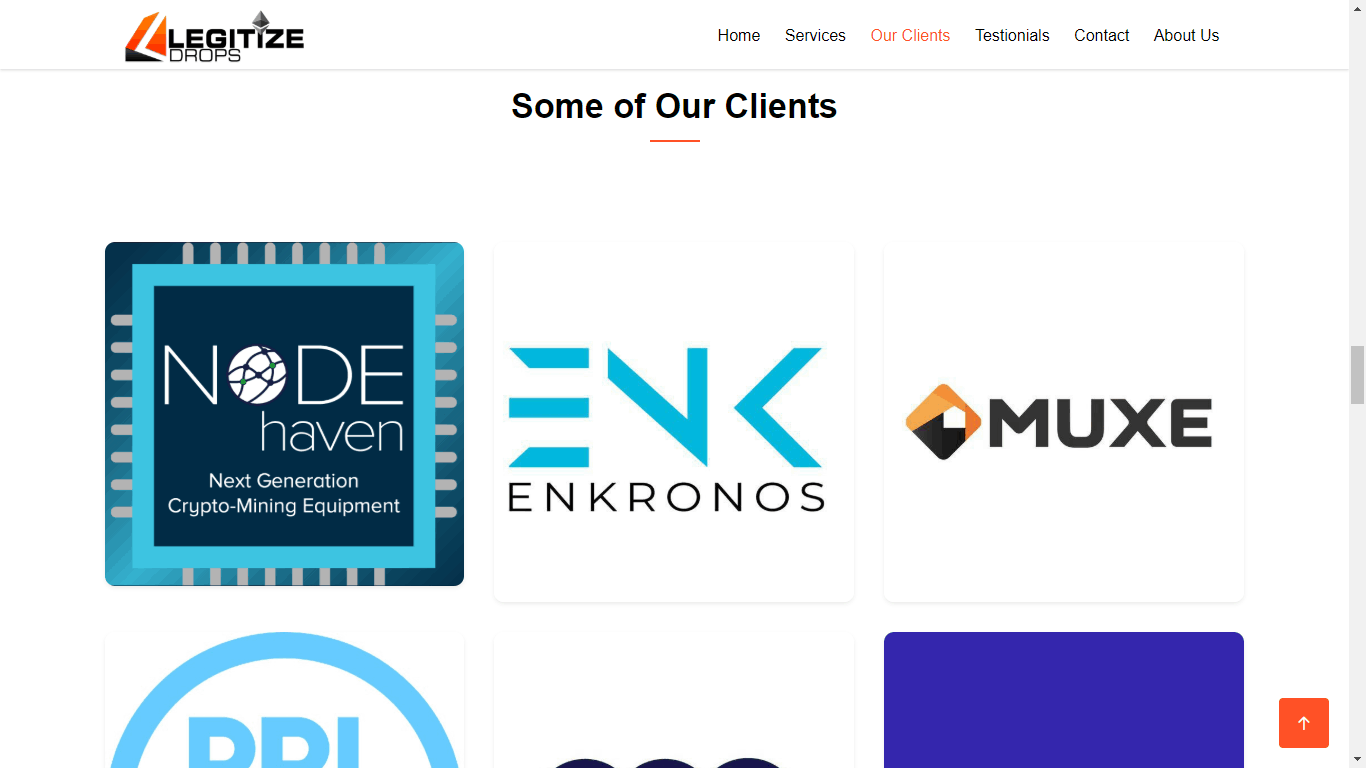 LEGITIZE
DROPS
Home Services Our Clients Testionials Contact About Us
Some of Our Clients
NODE
haven
Next Generation
Crypto-Mining Equipment
ENK
ENKRONOS
MUXE